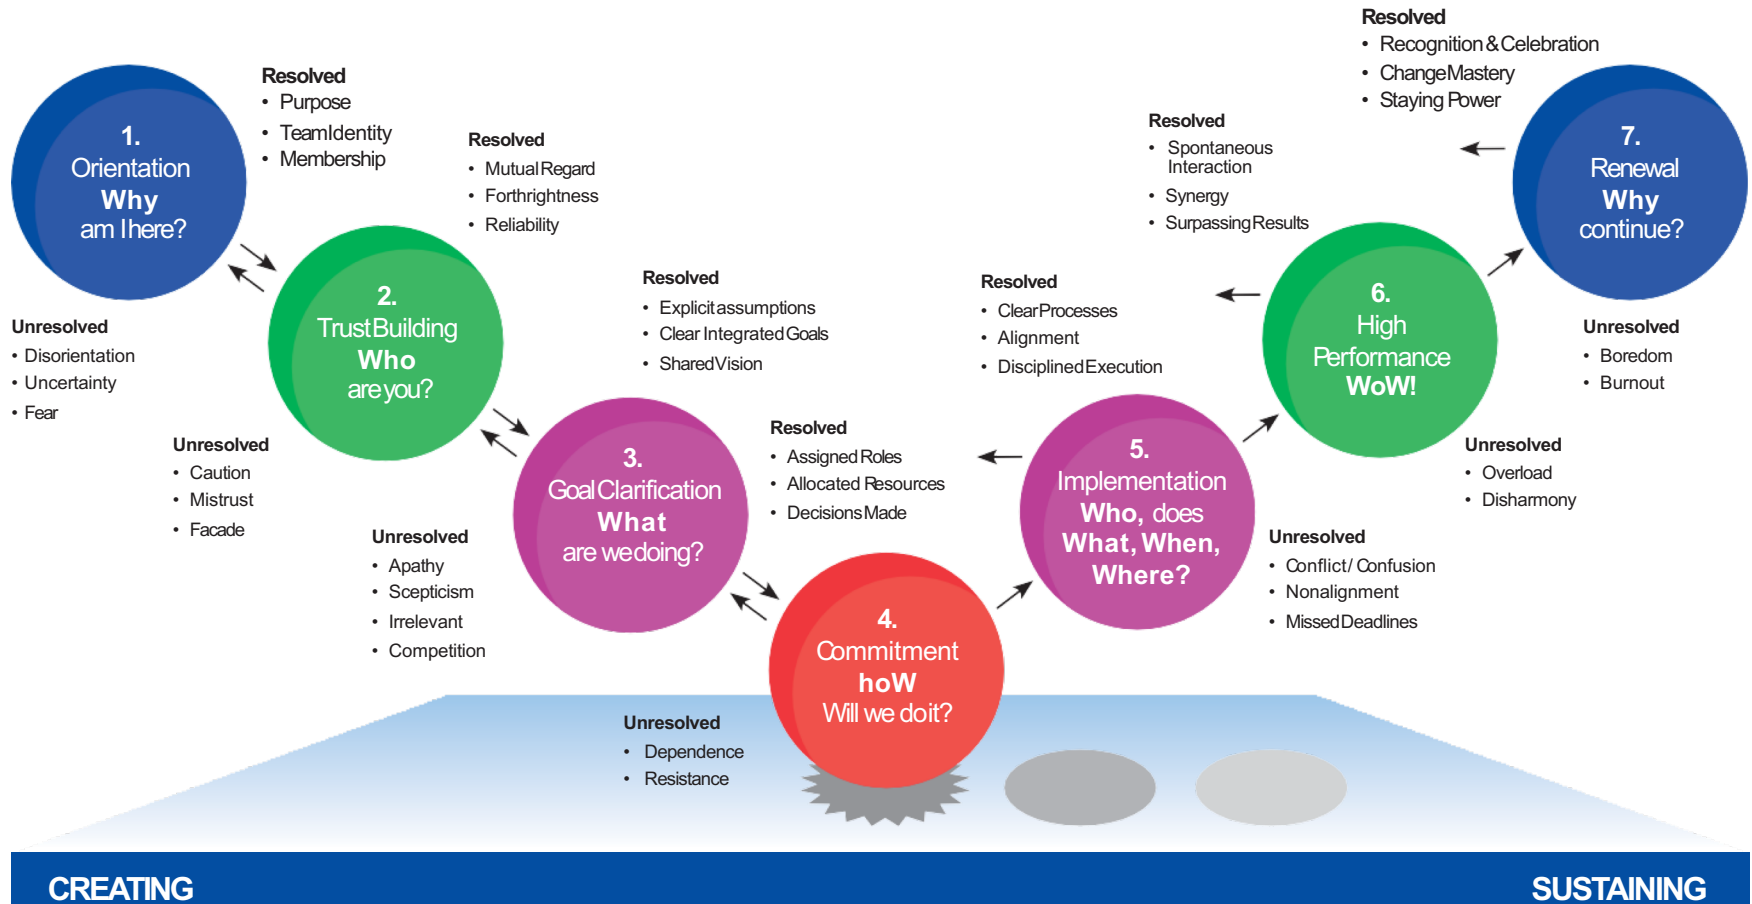 1.
Orientation
Why
am I here?
Resolved
• Purpose
• Team Identity
• Membership
Unresolved
• Disorientation
• Uncertainty
• Fear
2.
Trust Building
Who
are you?
Resolved
• Mutual Regard
• Forthrightness
• Reliability
Unresolved
• Caution
• Mistrust
• Facade
3.
Goal Clarification
What
are we doing?
Resolved
• Explicit assumptions
• Clear Integrated Goals
• Shared Vision
Unresolved
• Apathy
• Scepticism
• Irrelevant
• Competition
4.
Commitment
hoW
Will we do it?
Resolved
• Assigned Roles
• Allocated Resources
• Decisions Made
Unresolved
• Dependence
• Resistance
5.
Implementation
Who, does
What, When,
Where?
Resolved
• Clear Processes
• Alignment
• Disciplined Execution
Unresolved
• Conflict / Confusion
• Nonalignment
• Missed Deadlines
6.
High
Performance
WoW!
Resolved
• Spontaneous
Interaction
• Synergy
• Surpassing Results
Unresolved
• Overload
• Disharmony
7.
Renewal
Why
continue?
Resolved
• Recognition & Celebration
• Change Mastery
• Staying Power
Unresolved
• Boredom
• Burnout
CREATING
SUSTAINING